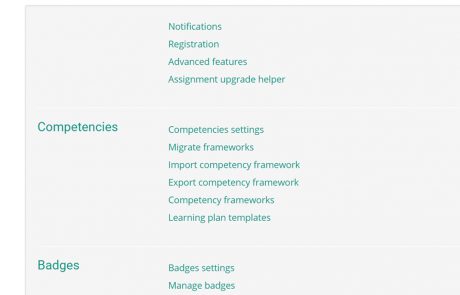 Notifications
Registration
Advanced features
Assignment upgrade helper
Competencies
Competencies settings
Migrate frameworks
Import competency framework
Export competency framework
Competency frameworks
Learning plan templates
Badges
Badges settings
Manage badges